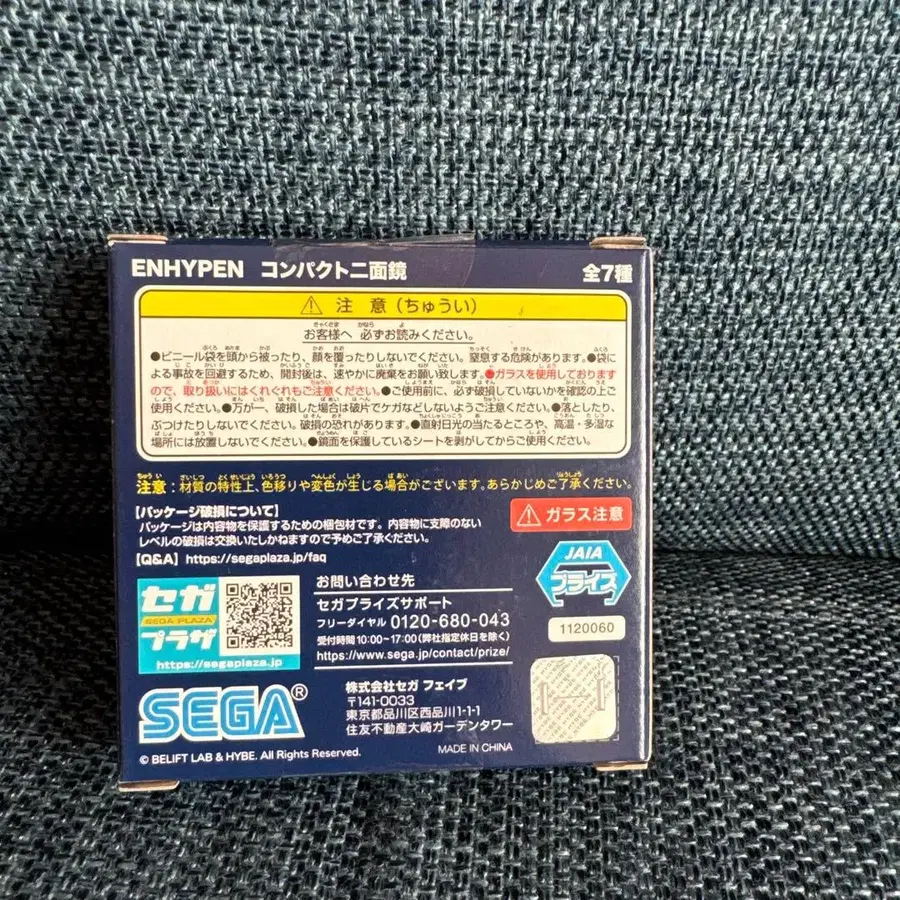 ENHYPEN コンパクト二面鏡 全7種
⚠ 注意(ちゅうい)
お客様へ 必ずお読みください。
●ビニール袋を頭から被ったり、顔を覆ったりしないでください。窒息する危険があります。●袋に
よる事故を回避するため、開封後は、速やかに廃棄をお願い致します。●ガラスを使用しております
ので、取り扱いにはくれぐれもご注意ください。●ご使用前に、必ず破損していないかを確認の上ご
使用ください。●万が一、破損した場合は破片でケガなどしないようご注意ください。●落としたり、
ぶつけたりしないでください。破損の恐れがあります。●直射日光の当たるところや、高温・多湿な
場所には放置しないでください。●鏡面を保護しているシートを剥がしてからご使用ください。
注意:材質の特性上、色移りや変色が生じる場合がございます。あらかじめご了承ください。
【パッケージ破損について】
パッケージは内容物を保護するための梱包材です。内容物に支障のない
レベルの破損は交換いたしかねますので予めご了承ください。
【Q&A】https://segaplaza.jp/faq
⚠ ガラス注意
JAIA
プライズ
1120060
セガ
SEGA PLAZA
プラザ
https://segaplaza.jp
お問い合わせ先
セガプライズサポート
フリーダイヤル 0120-680-043
受付時間 10:00~17:00(弊社指定休日を除く)
https://www.sega.jp/contact/prize/
SEGA®
株式会社セガ フェイブ
〒141-0033
東京都品川区西品川1-1-1
住友不動産大崎ガーデンタワー
© BELIFT LAB & HYBE. All Rights Reserved.
MADE IN CHINA